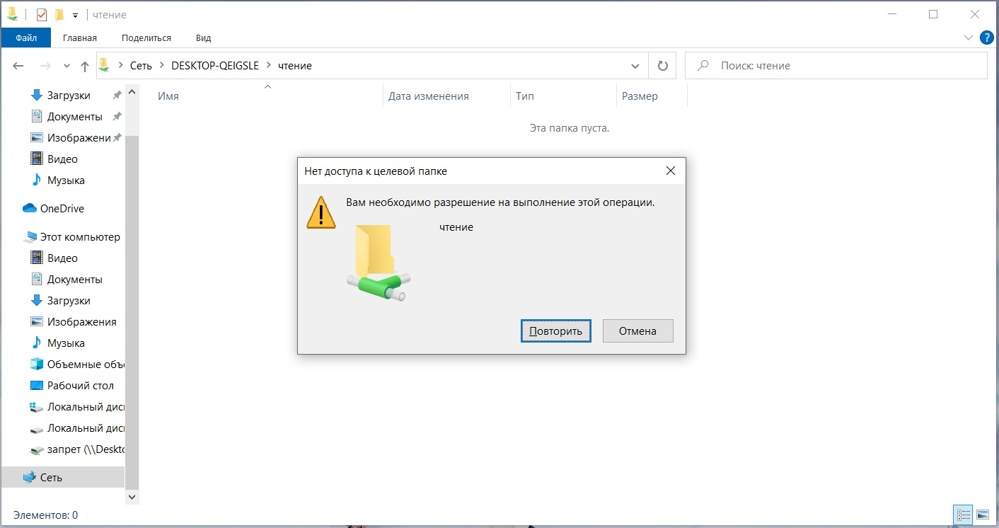 чтение
Файл Главная Поделиться Вид
Сеть DESKTOP-QEIGSLE чтение Поиск: чтение
Имя Дата изменения Тип Размер
Эта папка пуста.
Загрузки
Документы
Изображени
Видео
Музыка
OneDrive
Этот компьютер
Видео
Документы
Загрузки
Изображения
Музыка
Объемные объ
Рабочий стол
Локальный дис
Локальный дис
запрет (\\Deskto
Сеть
Нет доступа к целевой папке
Вам необходимо разрешение на выполнение этой операции.
чтение
Повторить Отмена
Элементов: 0